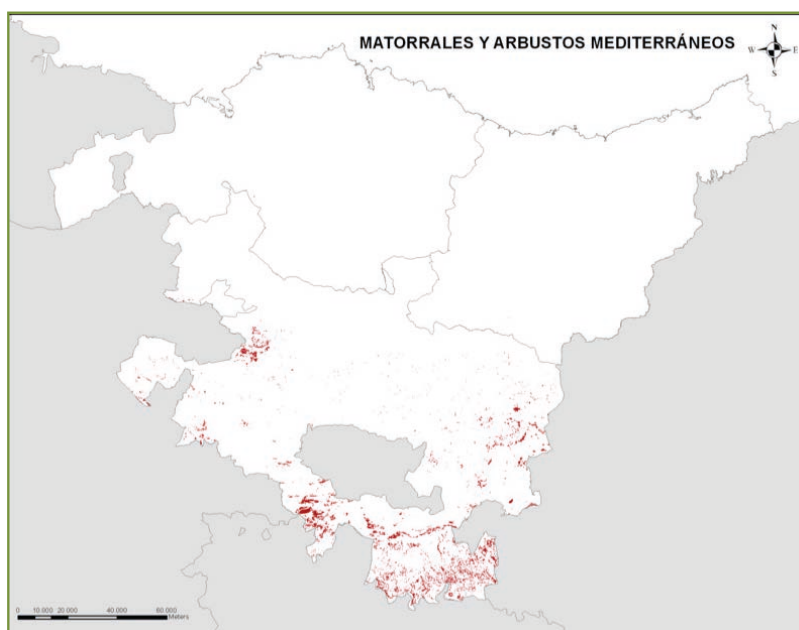 MATORRALES Y ARBUSTOS MEDITERRÁNEOS
N
W E
S
0 10.000 20.000 40.000 60.000
Meters